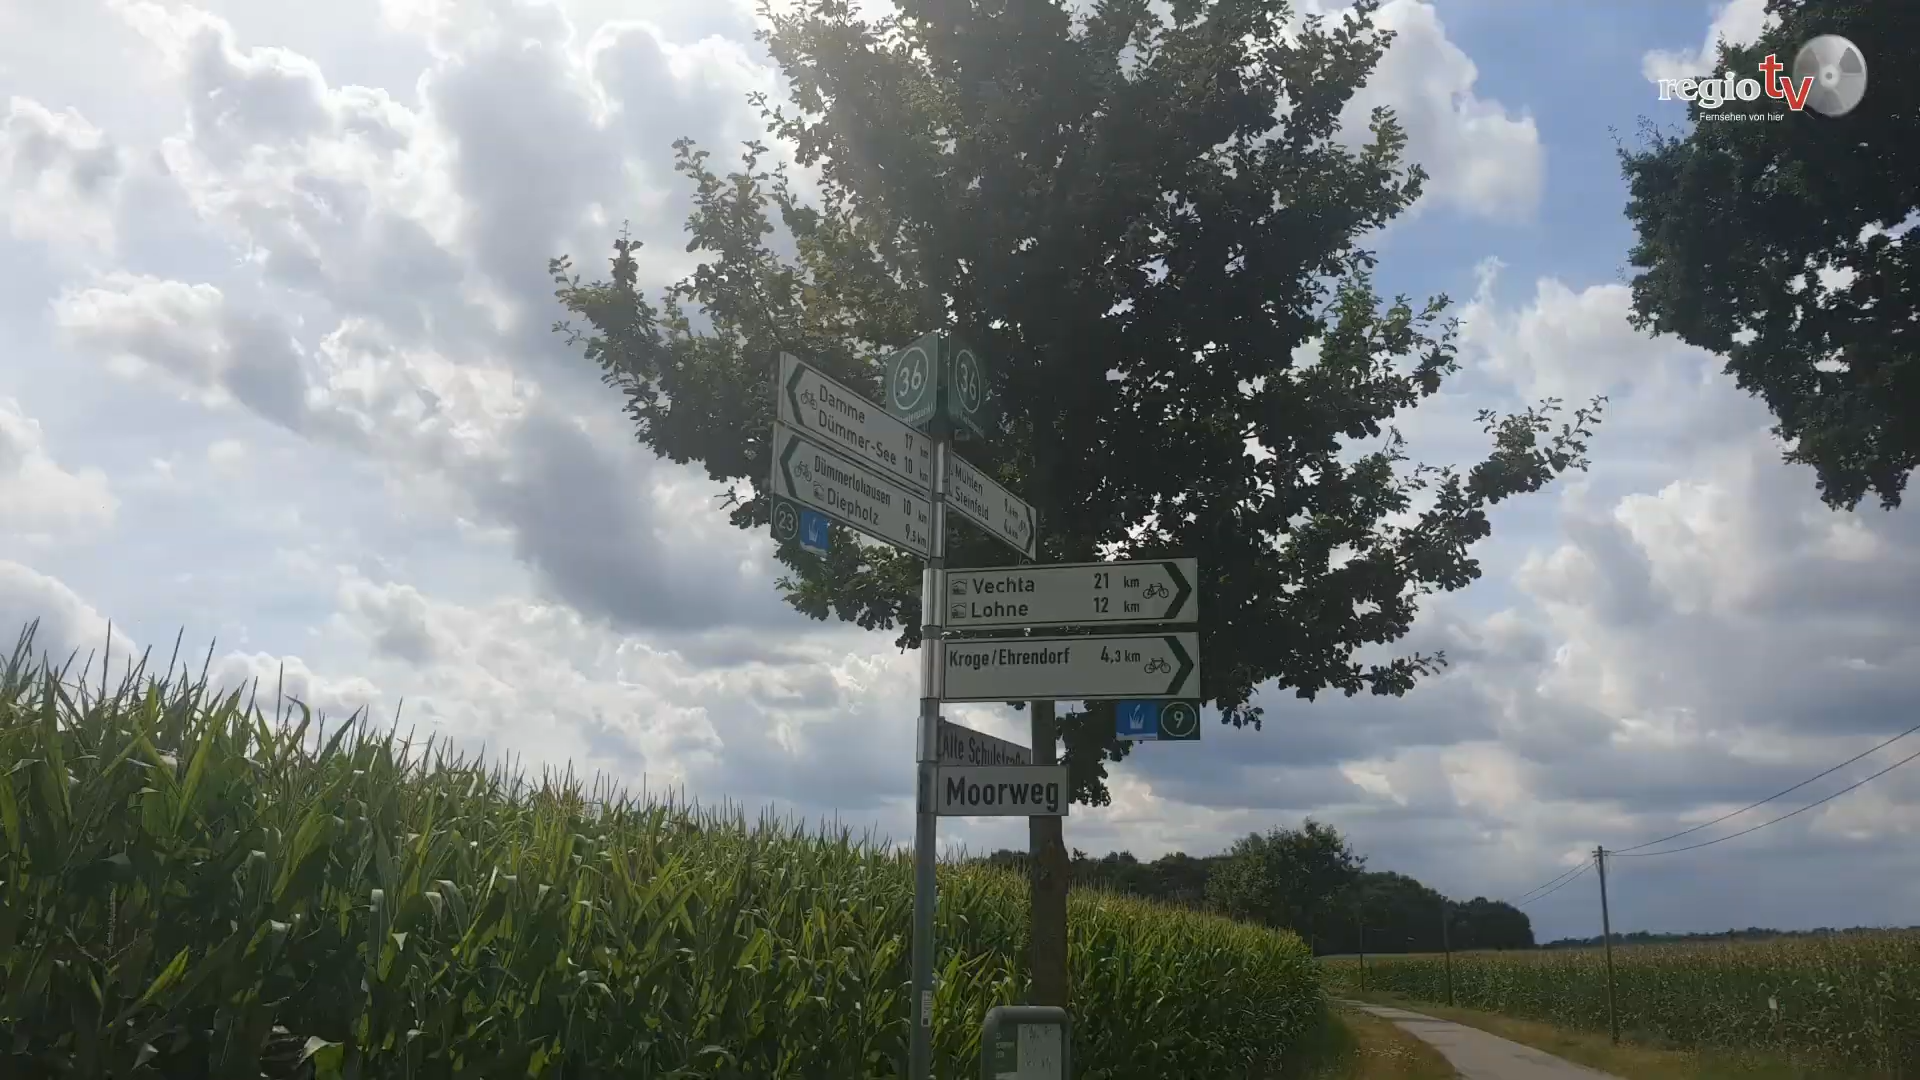 regio tv
Fernsehen von hier
36
36
Damme 17 km
Dümmer-See 10 km
Dümmerlohausen 10 km
Diepholz 9,5 km
23
Mühlen
Steinfeld
Vechta 21 km
Lohne 12 km
Kroge/Ehrendorf 4,3 km
9
Alte Schulstraße
Moorweg